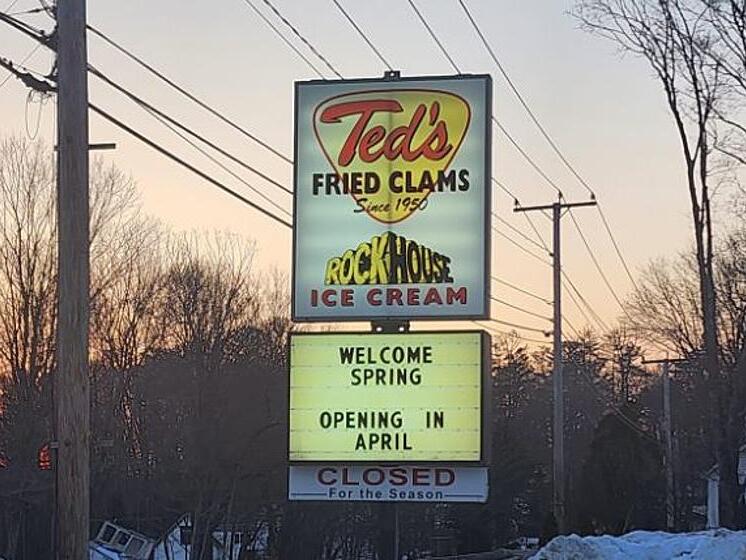 Ted's
FRIED CLAMS
Since 1950
ROCKHOUSE
ICE CREAM
WELCOME
SPRING
OPENING IN
APRIL
CLOSED
For the Season